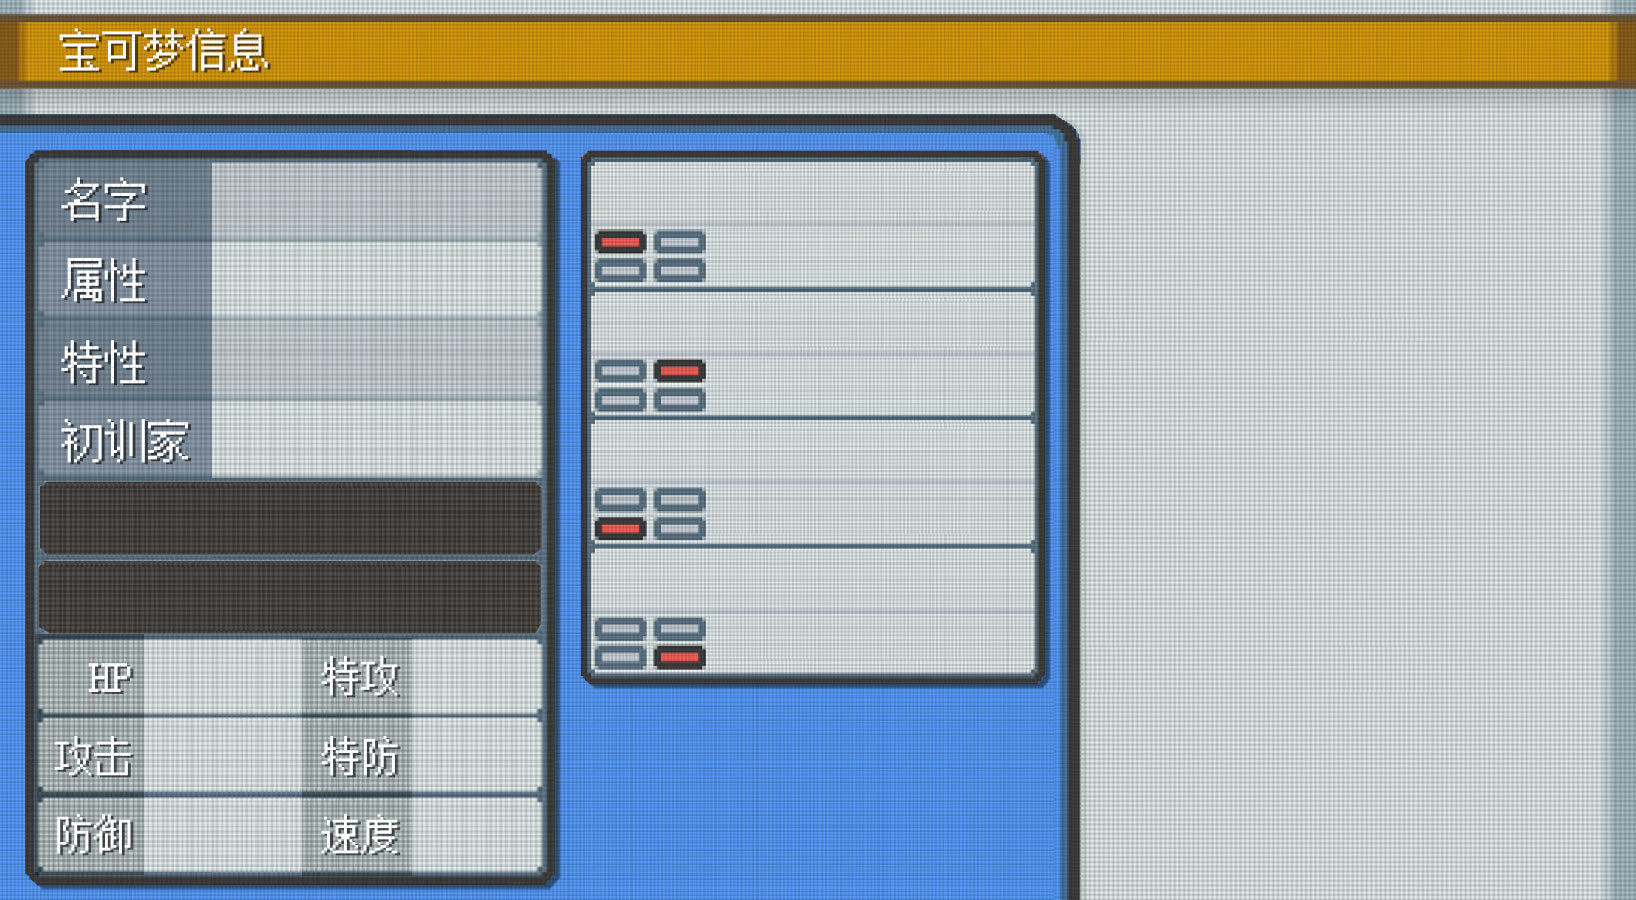 宝可梦信息
名字
属性
特性
初训家
HP 特攻
攻击 特防
防御 速度